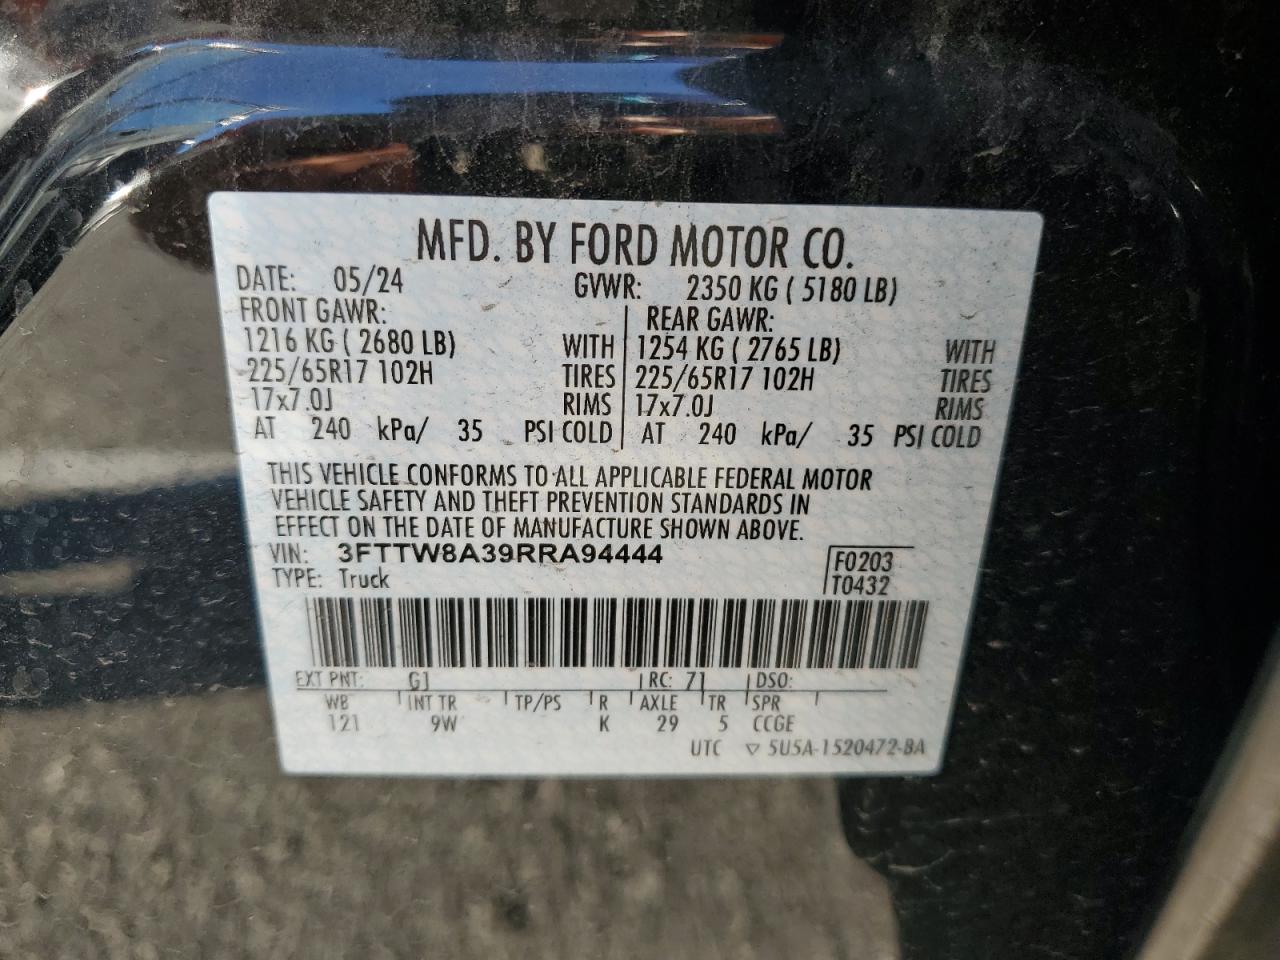 MFD. BY FORD MOTOR CO.
DATE: 05/24 GVWR: 2350 KG ( 5180 LB)
FRONT GAWR: REAR GAWR:
1216 KG ( 2680 LB) WITH 1254 KG ( 2765 LB) WITH
225/65R17 102H TIRES 225/65R17 102H TIRES
17x7.0J RIMS 17x7.0J RIMS
AT 240 kPa/ 35 PSI COLD AT 240 kPa/ 35 PSI COLD
THIS VEHICLE CONFORMS TO ALL APPLICABLE FEDERAL MOTOR
VEHICLE SAFETY AND THEFT PREVENTION STANDARDS IN
EFFECT ON THE DATE OF MANUFACTURE SHOWN ABOVE.
VIN: 3FTTW8A39RRA94444 F0203
TYPE: Truck T0432
EXT PNT: G1 RC: 71 DSO:
WB INT TR TP/PS R AXLE TR SPR
121 9W K 29 5 CCGE
UTC ▽ 5U5A-1520472-BA